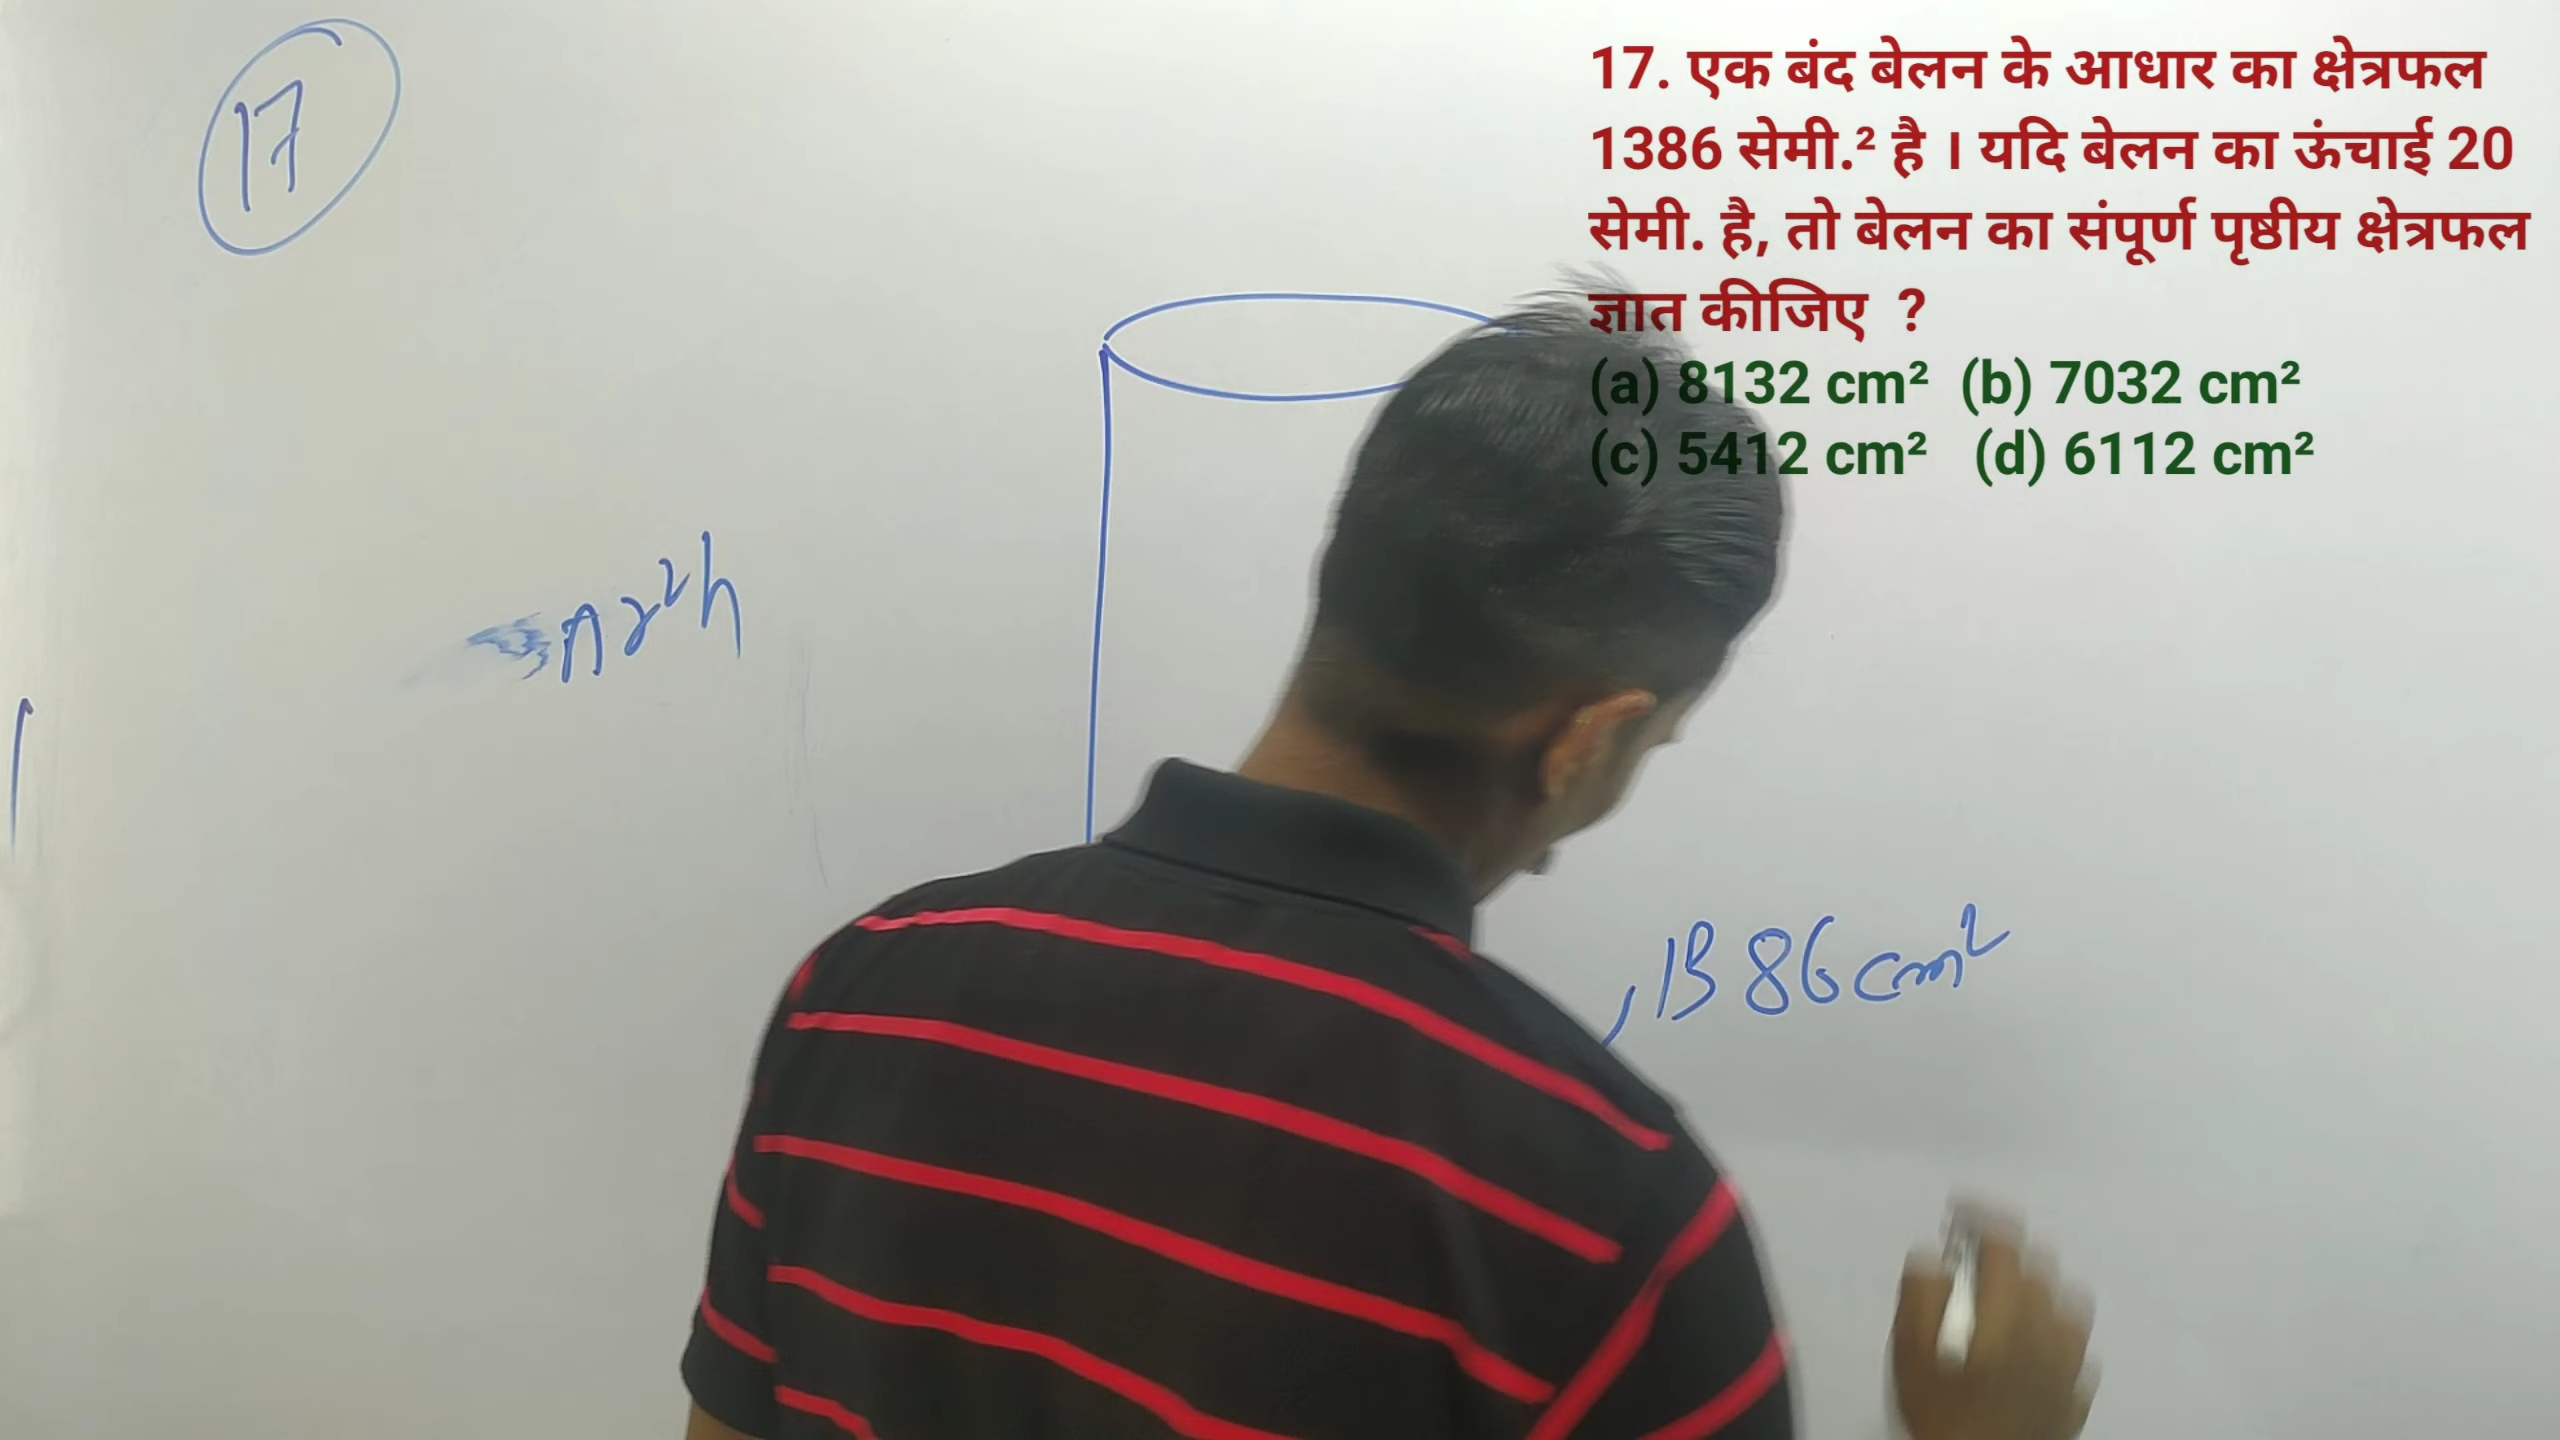 17
17. एक बंद बेलन के आधार का क्षेत्रफल
1386 सेमी.² है । यदि बेलन का ऊंचाई 20
सेमी. है, तो बेलन का संपूर्ण पृष्ठीय क्षेत्रफल
ज्ञात कीजिए ?
(a) 8132 cm² (b) 7032 cm²
(c) 5412 cm² (d) 6112 cm²
πr²h
1386 cm²